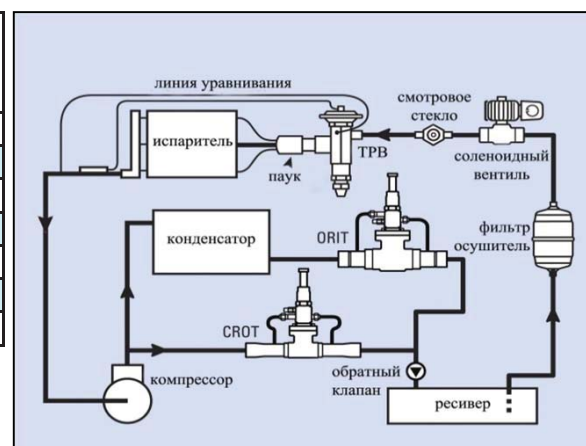 линия уравнивания
смотровое
стекло
испаритель
ТРВ
паук
соленоидный
вентиль
конденсатор
ORIT
фильтр
осушитель
CROT
компрессор
обратный
клапан
ресивер